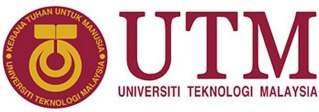 KERANA TUHAN UNTUK MANUSIA
• UNIVERSITI TEKNOLOGI MALAYSIA •
UTM
UNIVERSITI TEKNOLOGI MALAYSIA